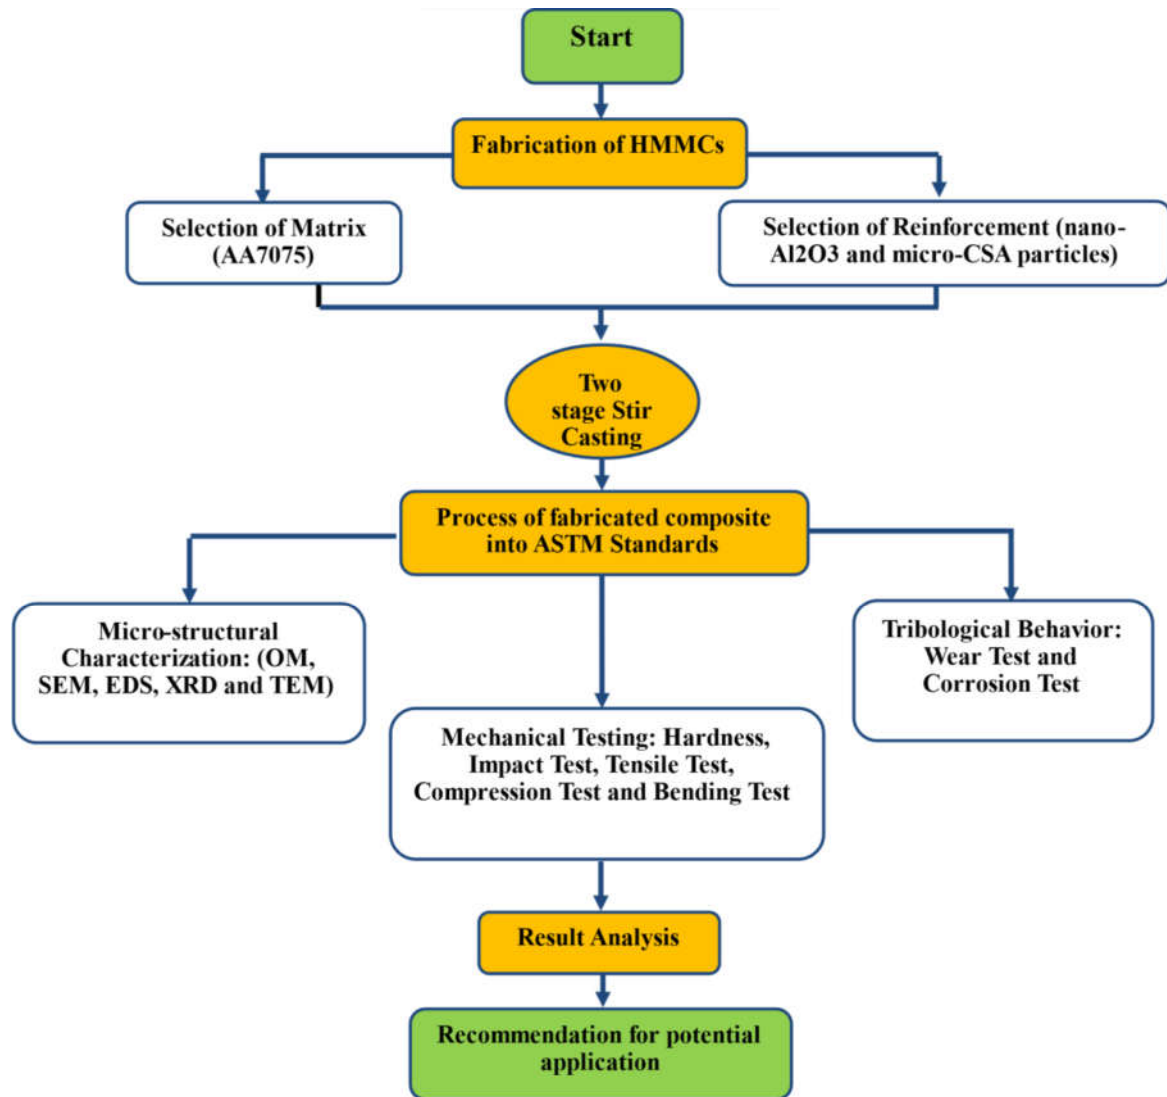 Start
Fabrication of HMMCs
Selection of Matrix
(AA7075)
Selection of Reinforcement (nano-
Al2O3 and micro-CSA particles)
Two
stage Stir
Casting
Process of fabricated composite
into ASTM Standards
Micro-structural
Characterization: (OM,
SEM, EDS, XRD and TEM)
Mechanical Testing: Hardness,
Impact Test, Tensile Test,
Compression Test and Bending Test
Tribological Behavior:
Wear Test and
Corrosion Test
Result Analysis
Recommendation for potential
application